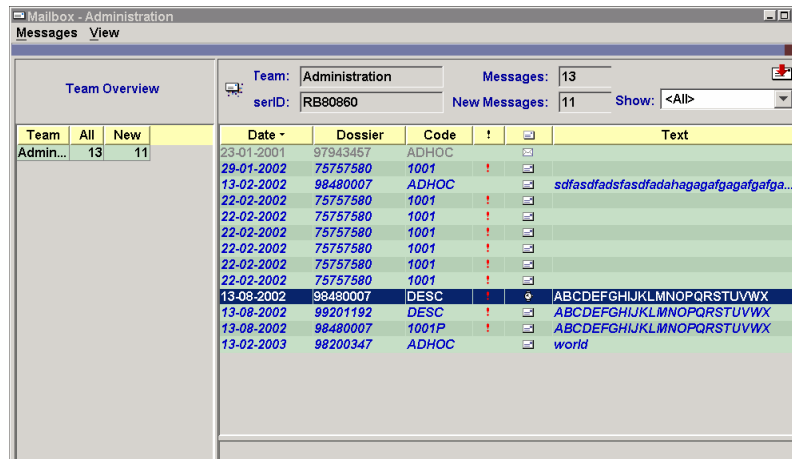 Mailbox - Administration
Messages View
Team Overview
Team: Administration Messages: 13
serID: RB80860 New Messages: 11 Show: <All>
Team All New
Admin... 13 11
Date Dossier Code ! Text
23-01-2001 97943457 ADHOC
29-01-2002 75757580 1001 !
13-02-2002 98480007 ADHOC sdfasdfadsfasdfadahagagafgagafgafga...
22-02-2002 75757580 1001 !
22-02-2002 75757580 1001 !
22-02-2002 75757580 1001 !
22-02-2002 75757580 1001 !
22-02-2002 75757580 1001 !
22-02-2002 75757580 1001 !
13-08-2002 98480007 DESC ! ABCDEFGHIJKLMNOPQRSTUVWX
13-08-2002 99201192 DESC ! ABCDEFGHIJKLMNOPQRSTUVWX
13-08-2002 98480007 1001P ! ABCDEFGHIJKLMNOPQRSTUVWX
13-02-2003 98200347 ADHOC world